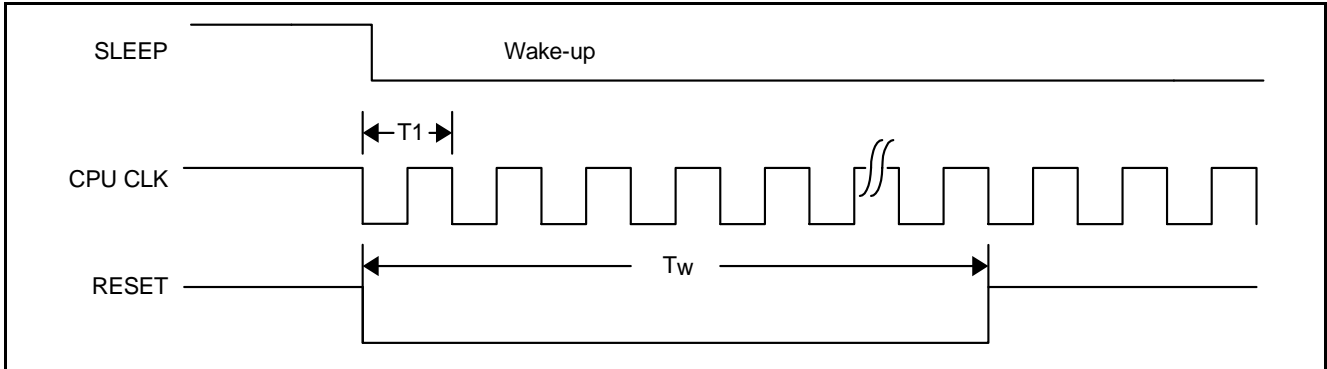 SLEEP
Wake-up
T1
CPU CLK
TW
RESET